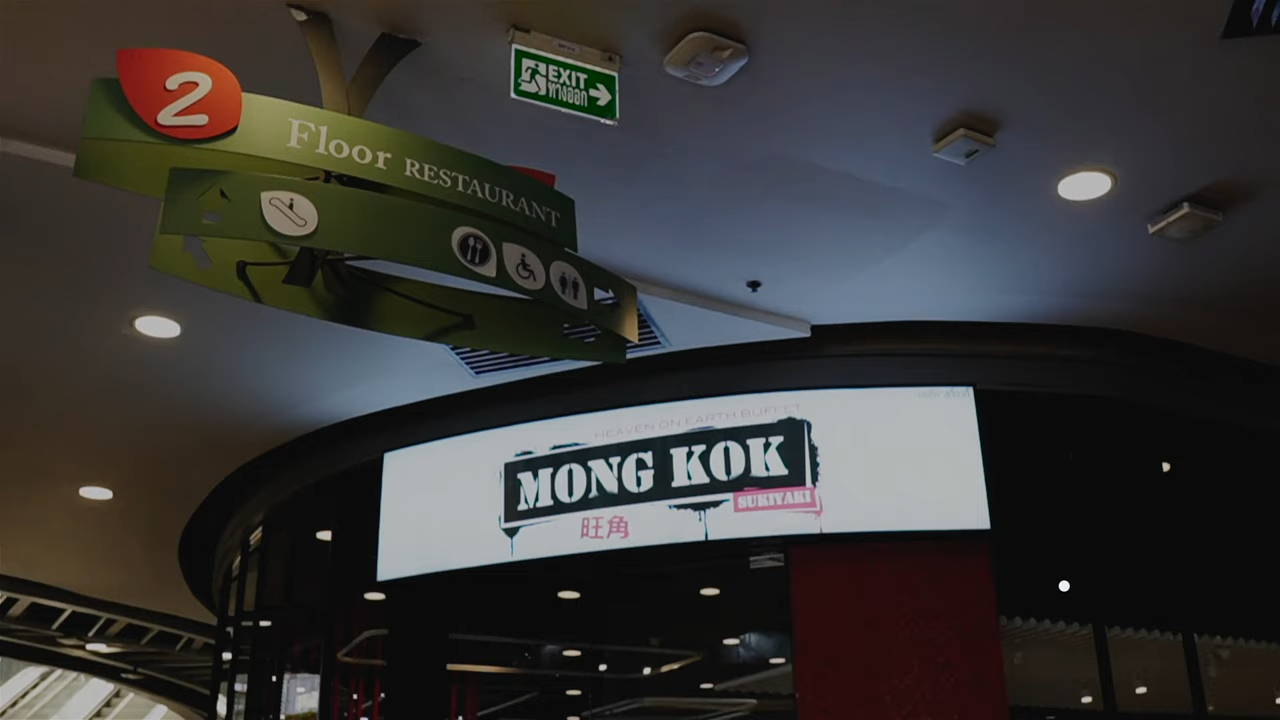 2
Floor RESTAURANT
EXIT
ทางออก
HEAVEN ON EARTH BUFFET
MONG KOK
SUKIYAKI
旺角